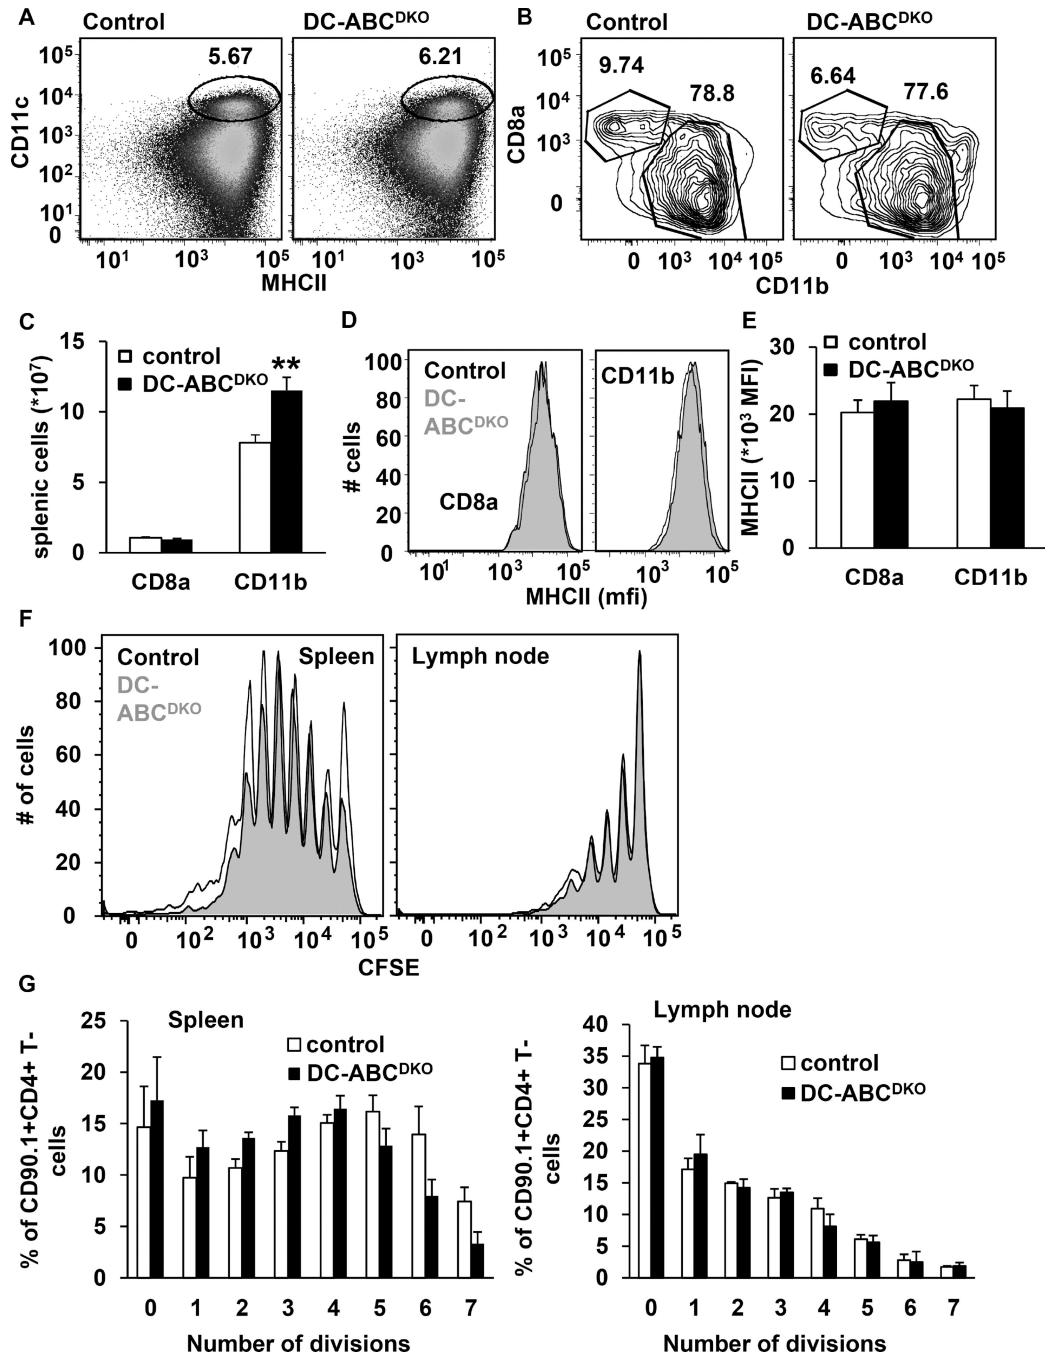 A
Control
DC-ABC^DKO
5.67
6.21
CD11c
10^5
10^4
10^3
10^2
10^1
0
10^1 10^3 10^5
10^1 10^3 10^5
MHCII
B
Control
DC-ABC^DKO
9.74
78.8
6.64
77.6
CD8a
10^5
10^4
10^3
0
0 10^3 10^4 10^5
0 10^3 10^4 10^5
CD11b
C
control
DC-ABC^DKO
**
splenic cells (*10^7)
15
10
5
0
CD8a CD11b
D
Control
DC-
ABC^DKO
CD8a
CD11b
# cells
100
80
60
40
20
0
10^1 10^3 10^5
10^3 10^5
MHCII (mfi)
E
control
DC-ABC^DKO
MHCII (*10^3 MFI)
30
20
10
0
CD8a CD11b
F
Control
DC-
ABC^DKO
Spleen
Lymph node
# of cells
100
80
60
40
20
0
0 10^2 10^3 10^4 10^5
0 10^2 10^3 10^4 10^5
CFSE
G
Spleen
control
DC-ABC^DKO
% of CD90.1+CD4+ T-
cells
25
20
15
10
5
0
0 1 2 3 4 5 6 7
Number of divisions
Lymph node
control
DC-ABC^DKO
% of CD90.1+CD4+ T-
cells
40
35
30
25
20
15
10
5
0
0 1 2 3 4 5 6 7
Number of divisions